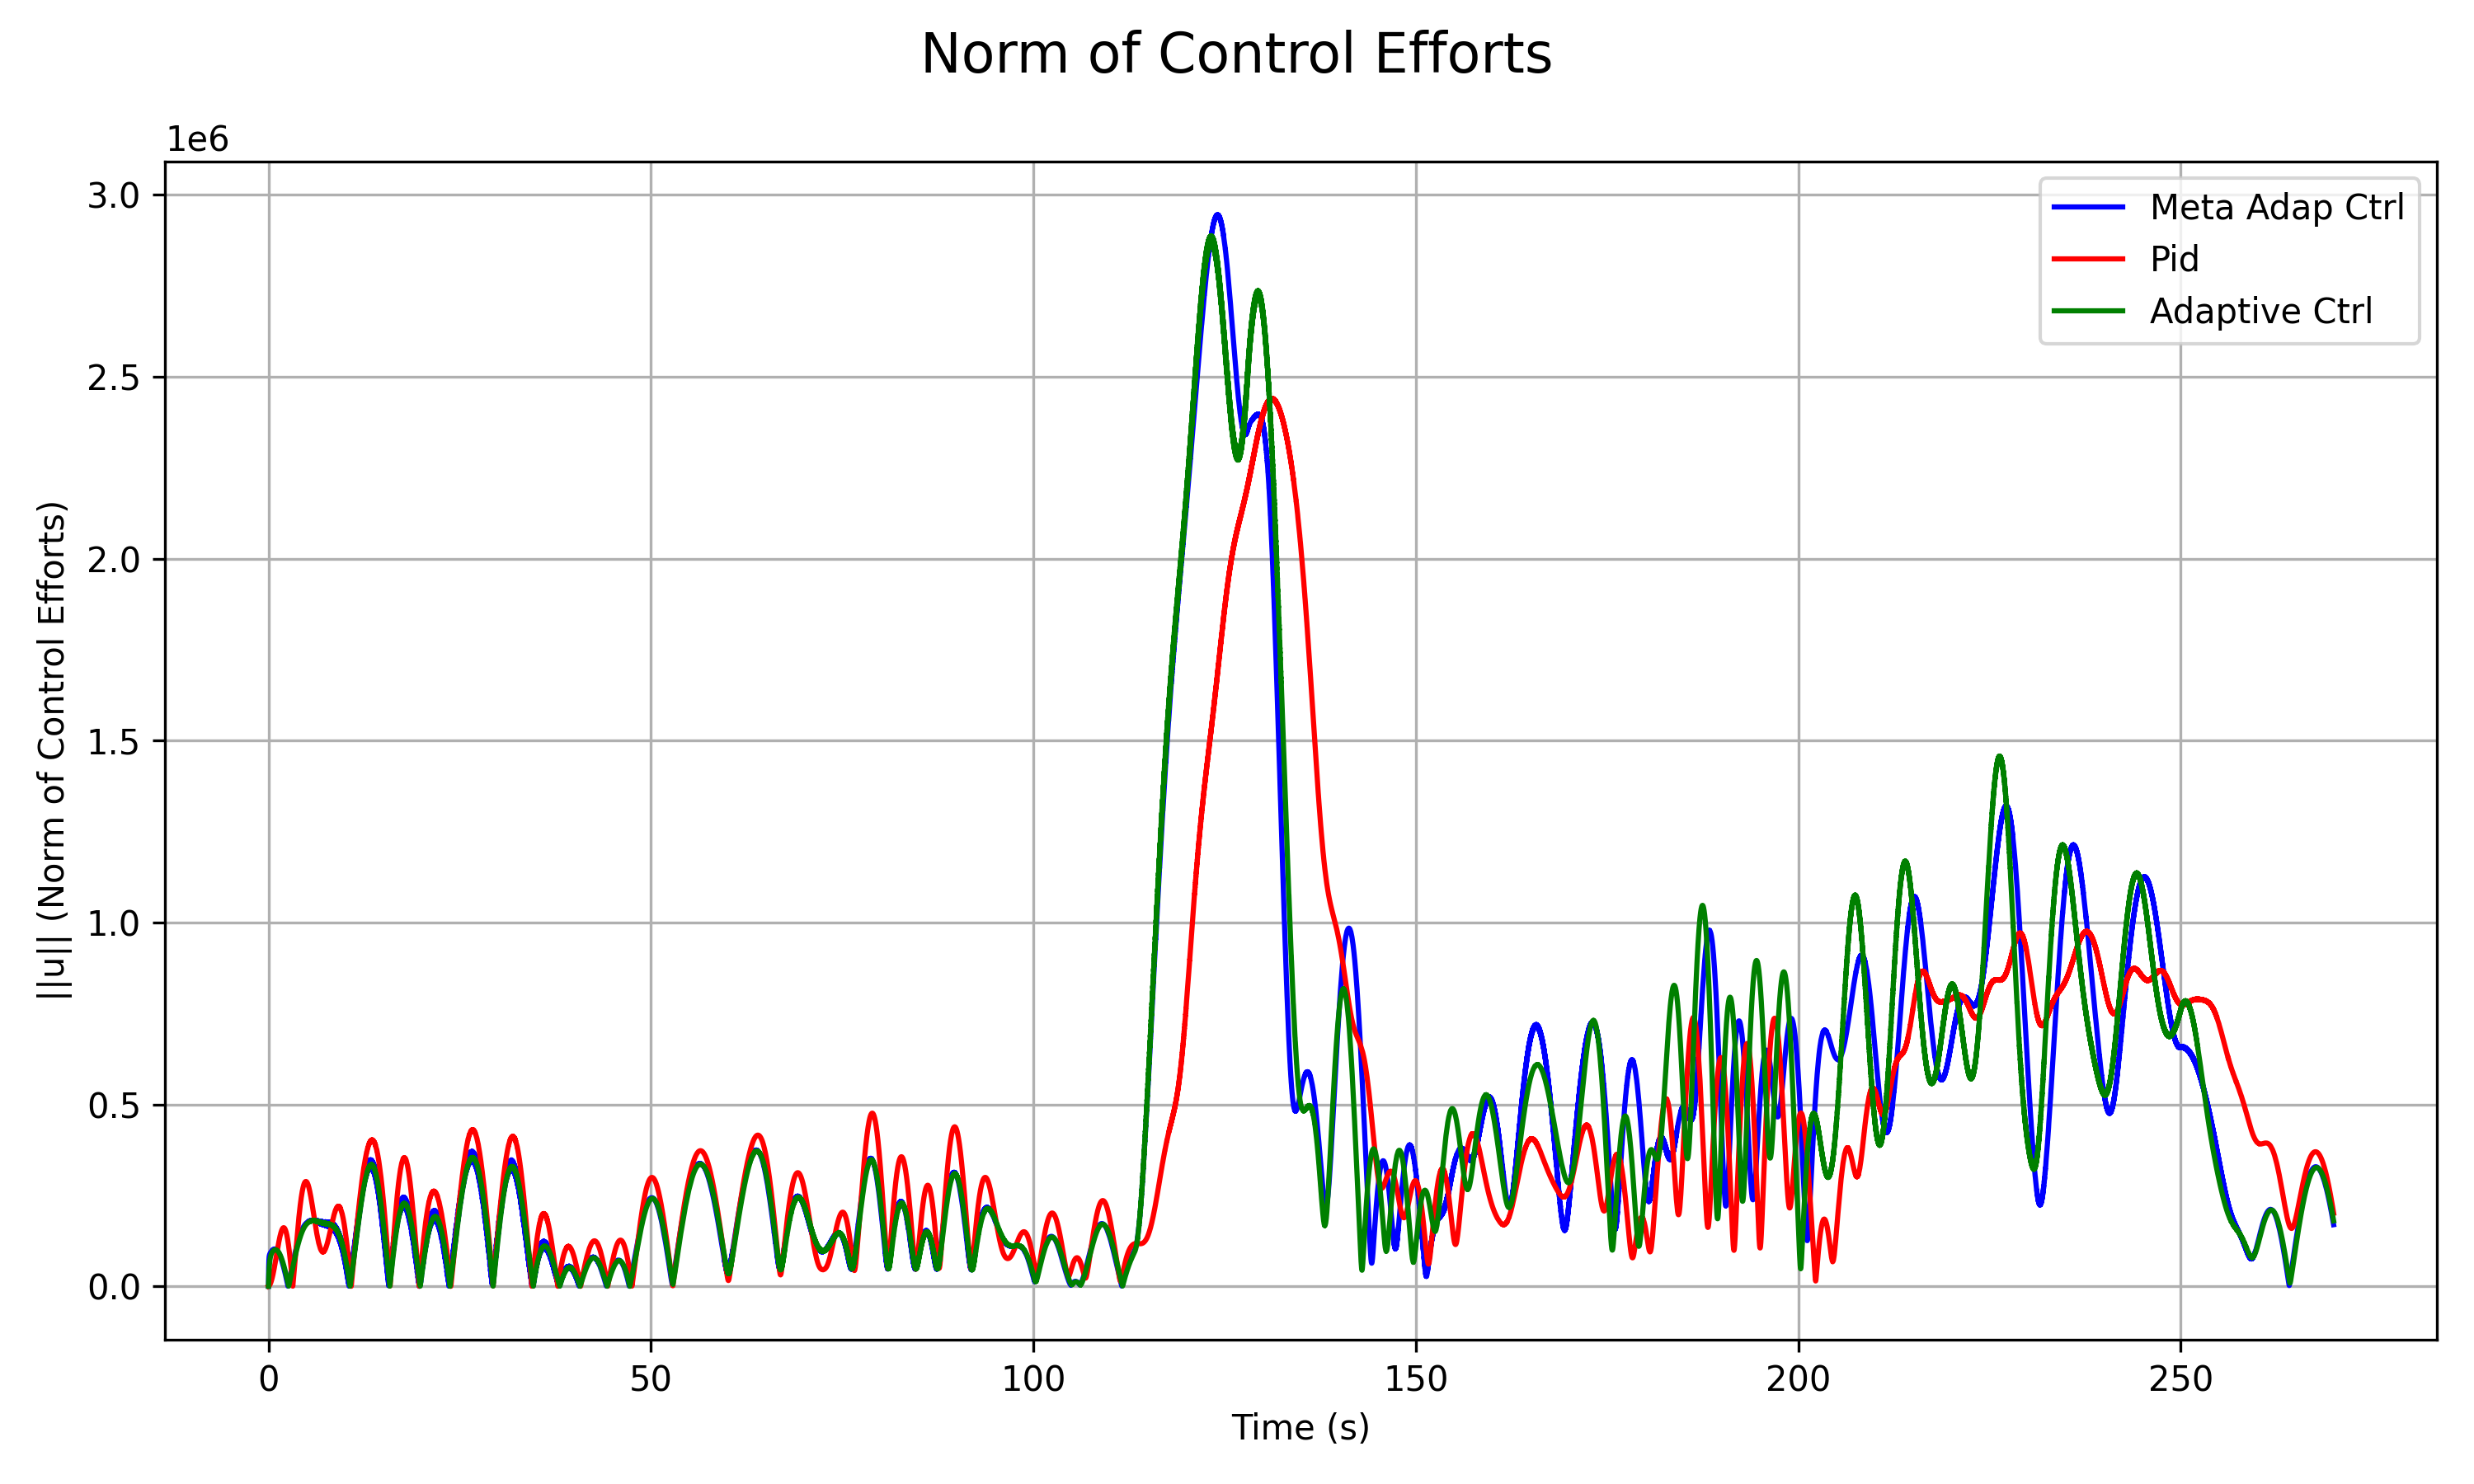 Norm of Control Efforts
1e6
3.0
2.5
2.0
1.5
1.0
0.5
0.0
||u|| (Norm of Control Efforts)
Meta Adap Ctrl
Pid
Adaptive Ctrl
0 50 100 150 200 250
Time (s)